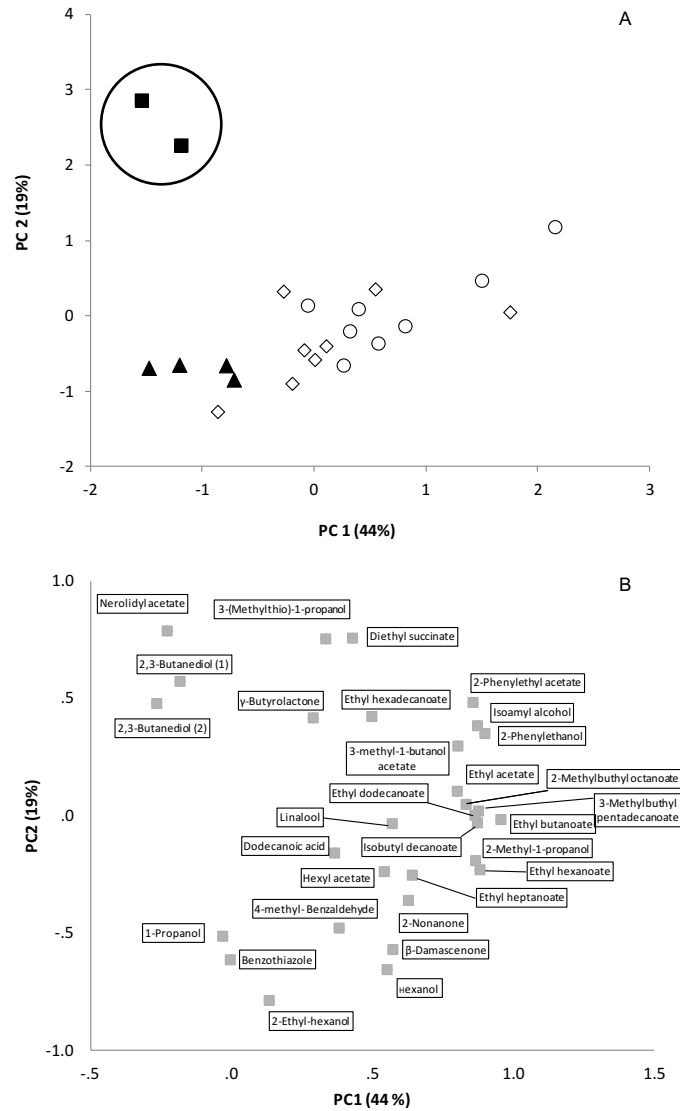 A
4
3
2
1
0
-1
-2
-2
-1
0
1
2
3
PC 2 (19%)
PC 1 (44%)
B
1.0
.5
.0
-.5
-1.0
-.5
.0
.5
1.0
1.5
PC2 (19%)
PC1 (44 %)
Nerolidyl acetate
3-(Methylthio)-1-propanol
Diethyl succinate
2,3-Butanediol (1)
2,3-Butanediol (2)
γ-Butyrolactone
Ethyl hexadecanoate
2-Phenylethyl acetate
Isoamyl alcohol
2-Phenylethanol
3-methyl-1-butanol
acetate
Ethyl acetate
2-Methylbuthyl octanoate
Ethyl dodecanoate
3-Methylbuthyl
pentadecanoate
Linalool
Isobutyl decanoate
Ethyl butanoate
Dodecanoic acid
2-Methyl-1-propanol
Hexyl acetate
Ethyl hexanoate
Ethyl heptanoate
4-methyl- Benzaldehyde
2-Nonanone
1-Propanol
β-Damascenone
Benzothiazole
Hexanol
2-Ethyl-hexanol